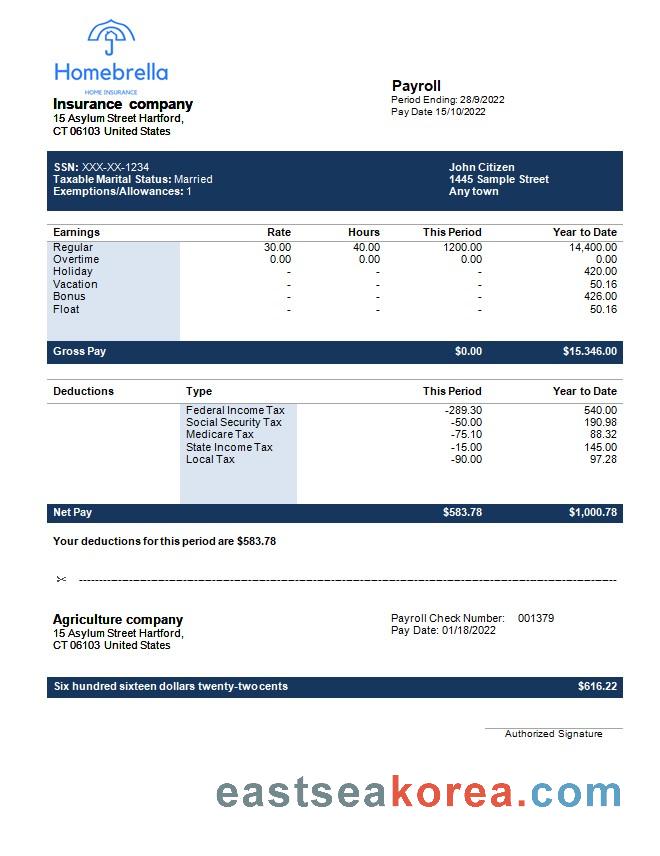 Homebrella
HOME INSURANCE
Insurance company
15 Asylum Street Hartford,
CT 06103 United States
Payroll
Period Ending: 28/9/2022
Pay Date 15/10/2022
SSN: XXX-XX-1234
Taxable Marital Status: Married
Exemptions/Allowances: 1
John Citizen
1445 Sample Street
Any town
Earnings Rate Hours This Period Year to Date
Regular 30.00 40.00 1200.00 14,400.00
Overtime 0.00 0.00 0.00 0.00
Holiday - - - 420.00
Vacation - - - 50.16
Bonus - - - 426.00
Float - - - 50.16
Gross Pay $0.00 $15.346.00
Deductions Type This Period Year to Date
Federal Income Tax -289.30 540.00
Social Security Tax -50.00 190.98
Medicare Tax -75.10 88.32
State Income Tax -15.00 145.00
Local Tax -90.00 97.28
Net Pay $583.78 $1,000.78
Your deductions for this period are $583.78
Agriculture company
15 Asylum Street Hartford,
CT 06103 United States
Payroll Check Number: 001379
Pay Date: 01/18/2022
Six hundred sixteen dollars twenty-two cents $616.22
Authorized Signature
eastseakorea.com